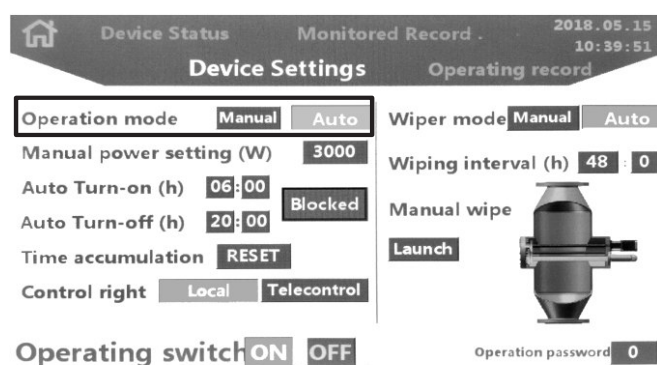 Device Status Monitored Record . 2018.05.15
10:39:51
Device Settings Operating record
Operation mode Manual Auto
Manual power setting (W) 3000
Auto Turn-on (h) 06:00
Blocked
Auto Turn-off (h) 20:00
Time accumulation RESET
Control right Local Telecontrol
Wiper mode Manual Auto
Wiping interval (h) 48 : 0
Manual wipe
Launch
Operating switch ON OFF
Operation password 0